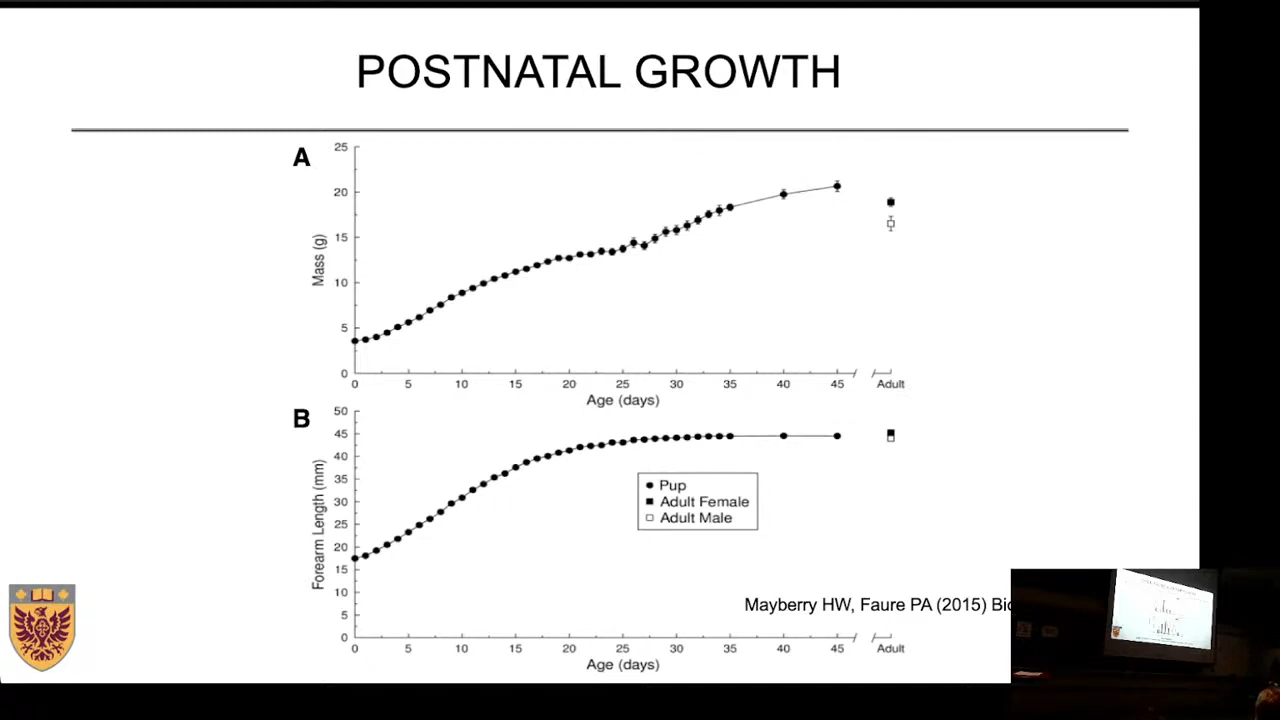 POSTNATAL GROWTH
A
25
20
15
10
5
0
Mass (g)
0 5 10 15 20 25 30 35 40 45 Adult
Age (days)
B
50
45
40
35
30
25
20
15
10
5
0
Forearm Length (mm)
Pup
Adult Female
Adult Male
Mayberry HW, Faure PA (2015)
0 5 10 15 20 25 30 35 40 45 Adult
Age (days)